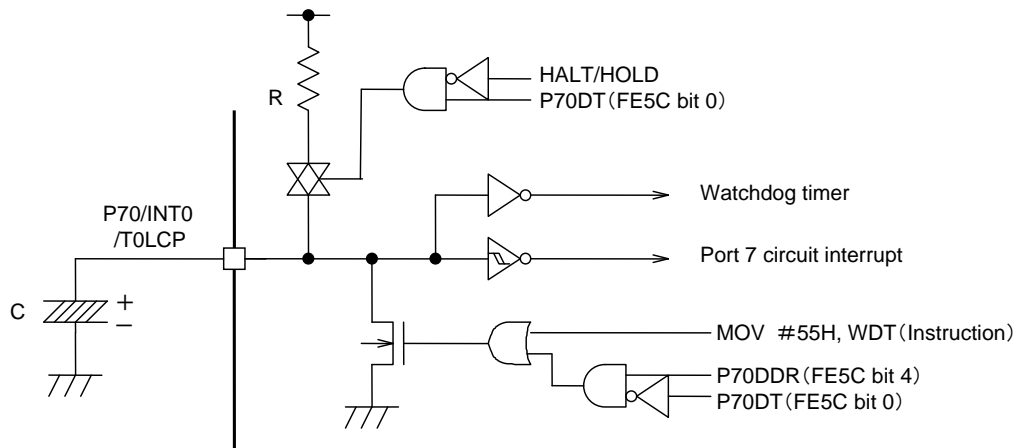 R
HALT/HOLD
P70DT(FE5C bit 0)
Watchdog timer
P70/INT0
/T0LCP
Port 7 circuit interrupt
C
+
−
MOV #55H, WDT(Instruction)
P70DDR(FE5C bit 4)
P70DT(FE5C bit 0)